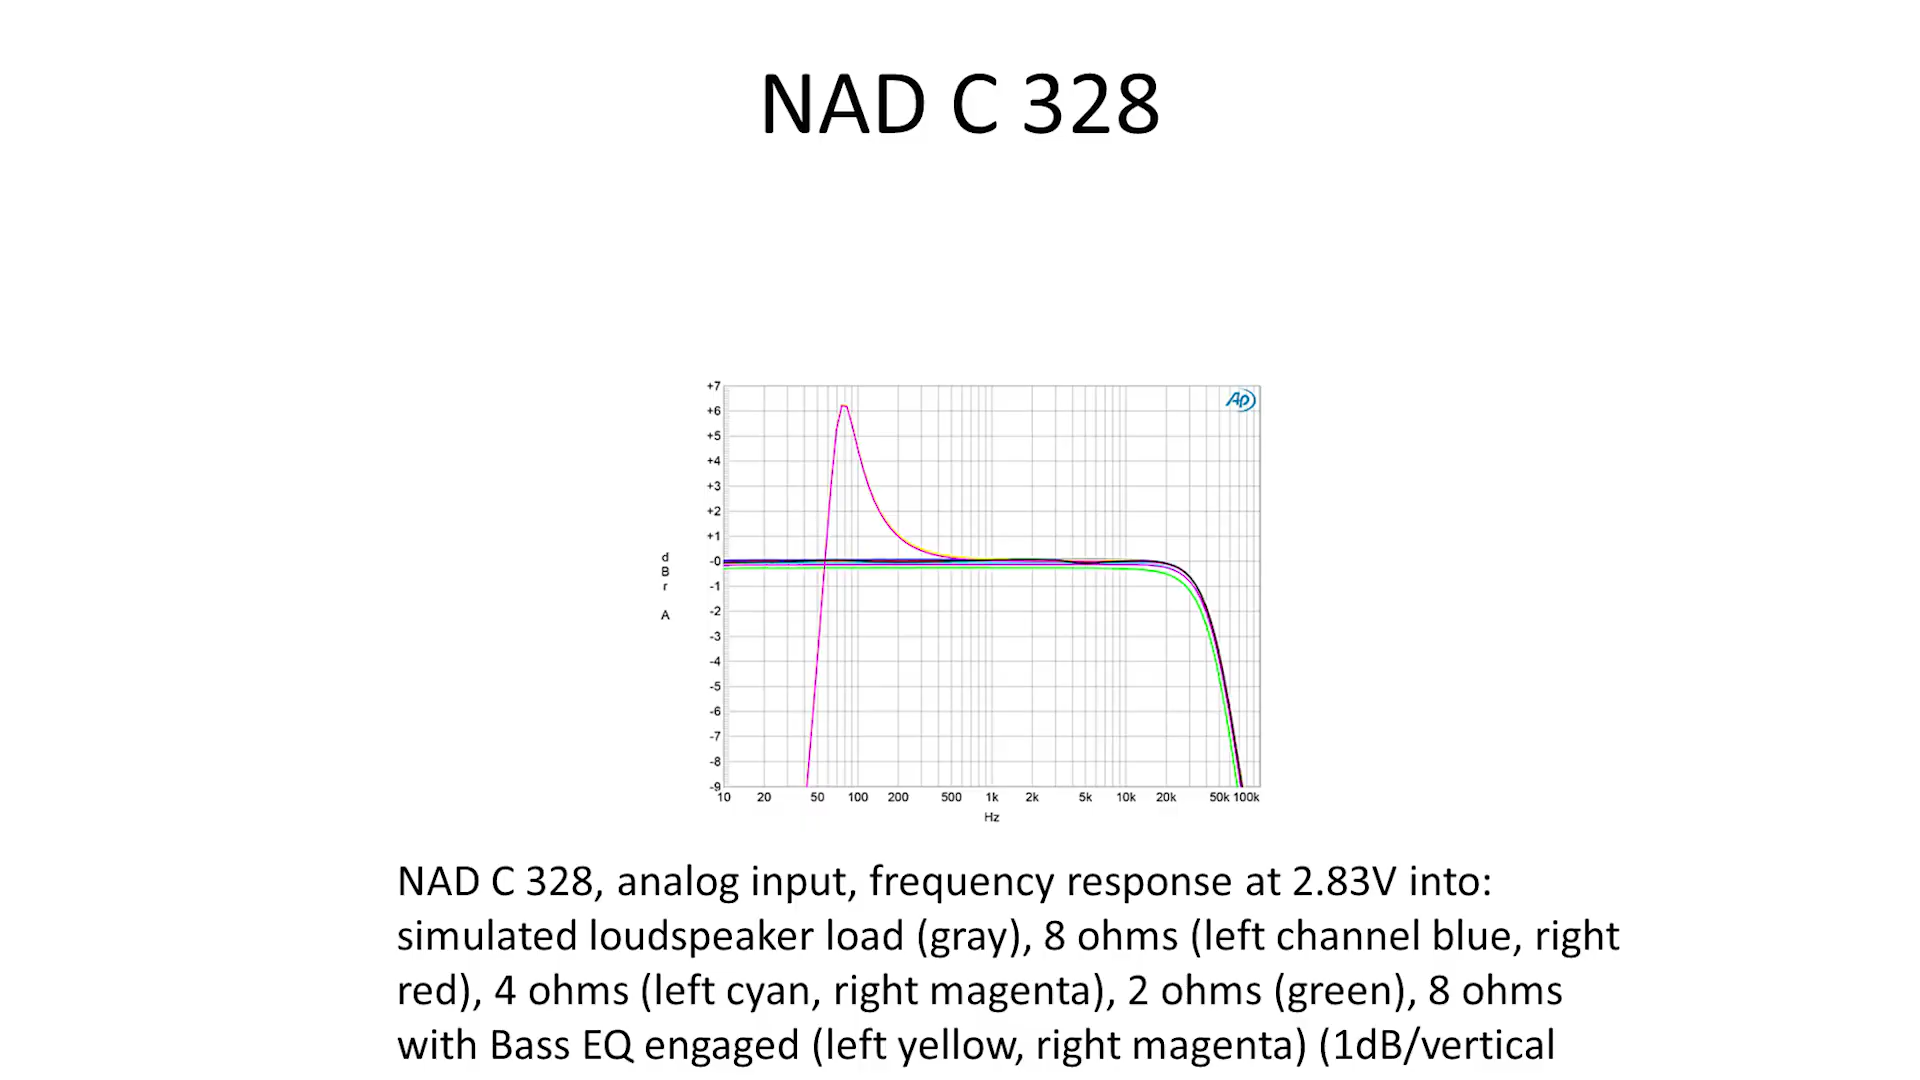 NAD C 328
+7
+6
+5
+4
+3
+2
+1
-0
-1
-2
-3
-4
-5
-6
-7
-8
-9
d
B
r
A
AP
10 20 50 100 200 500 1k 2k 5k 10k 20k 50k 100k
Hz
NAD C 328, analog input, frequency response at 2.83V into:
simulated loudspeaker load (gray), 8 ohms (left channel blue, right
red), 4 ohms (left cyan, right magenta), 2 ohms (green), 8 ohms
with Bass EQ engaged (left yellow, right magenta) (1dB/vertical